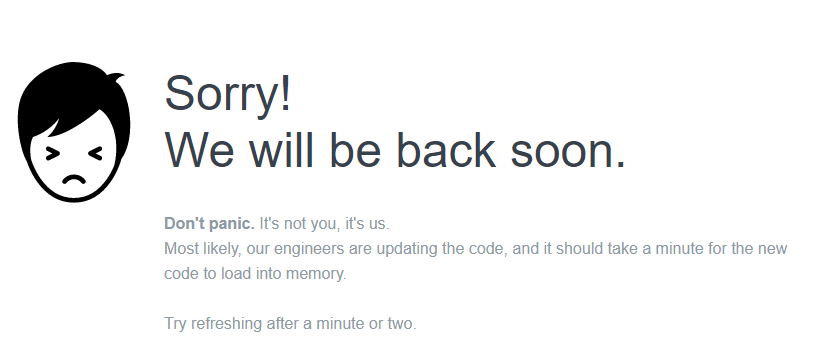 Sorry!
We will be back soon.
Don't panic. It's not you, it's us.
Most likely, our engineers are updating the code, and it should take a minute for the new
code to load into memory.
Try refreshing after a minute or two.